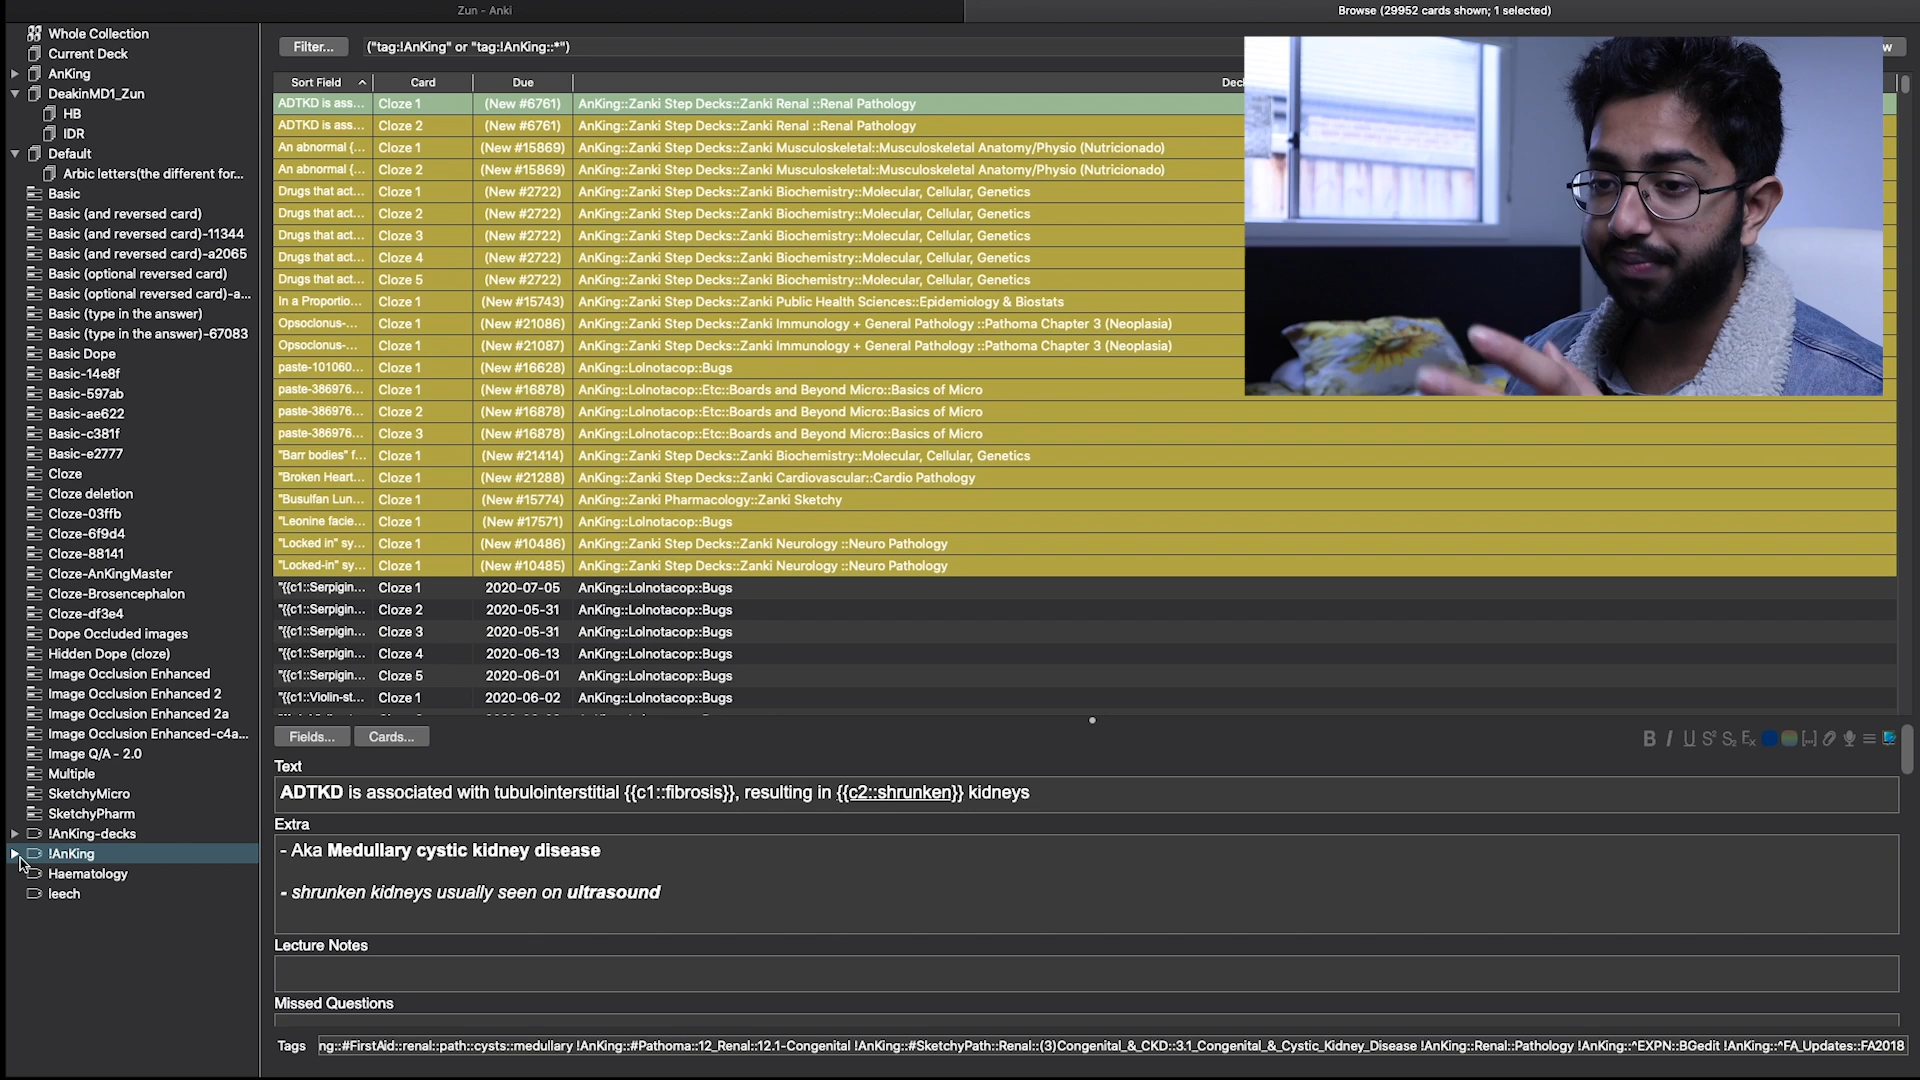 Zun - Anki
Browse (29952 cards shown; 1 selected)
Whole Collection
Current Deck
AnKing
DeakinMD1_Zun
HB
IDR
Default
Arbic letters(the different for...
Basic
Basic (and reversed card)
Basic (and reversed card)-11344
Basic (and reversed card)-a2065
Basic (optional reversed card)
Basic (optional reversed card)-a...
Basic (type in the answer)
Basic (type in the answer)-67083
Basic Dope
Basic-14e8f
Basic-597ab
Basic-ae622
Basic-c381f
Basic-e2777
Cloze
Cloze deletion
Cloze-03ffb
Cloze-6f9d4
Cloze-88141
Cloze-AnKingMaster
Cloze-Brosencephalon
Cloze-df3e4
Dope Occluded images
Hidden Dope (cloze)
Image Occlusion Enhanced
Image Occlusion Enhanced 2
Image Occlusion Enhanced 2a
Image Occlusion Enhanced-c4a...
Image Q/A - 2.0
Multiple
SketchyMicro
SketchyPharm
!AnKing-decks
!AnKing
Haematology
leech
Filter... ("tag:!AnKing" or "tag:!AnKing::*")
Sort Field Card Due Deck
ADTKD is ass... Cloze 1 (New #6761) AnKing::Zanki Step Decks::Zanki Renal ::Renal Pathology
ADTKD is ass... Cloze 2 (New #6761) AnKing::Zanki Step Decks::Zanki Renal ::Renal Pathology
An abnormal {... Cloze 1 (New #15869) AnKing::Zanki Step Decks::Zanki Musculoskeletal::Musculoskeletal Anatomy/Physio (Nutricionado)
An abnormal {... Cloze 2 (New #15869) AnKing::Zanki Step Decks::Zanki Musculoskeletal::Musculoskeletal Anatomy/Physio (Nutricionado)
Drugs that act... Cloze 1 (New #2722) AnKing::Zanki Step Decks::Zanki Biochemistry::Molecular, Cellular, Genetics
Drugs that act... Cloze 2 (New #2722) AnKing::Zanki Step Decks::Zanki Biochemistry::Molecular, Cellular, Genetics
Drugs that act... Cloze 3 (New #2722) AnKing::Zanki Step Decks::Zanki Biochemistry::Molecular, Cellular, Genetics
Drugs that act... Cloze 4 (New #2722) AnKing::Zanki Step Decks::Zanki Biochemistry::Molecular, Cellular, Genetics
Drugs that act... Cloze 5 (New #2722) AnKing::Zanki Step Decks::Zanki Biochemistry::Molecular, Cellular, Genetics
In a Proportio... Cloze 1 (New #15743) AnKing::Zanki Step Decks::Zanki Public Health Sciences::Epidemiology & Biostats
Opsoclonus-... Cloze 1 (New #21086) AnKing::Zanki Step Decks::Zanki Immunology + General Pathology ::Pathoma Chapter 3 (Neoplasia)
Opsoclonus-... Cloze 1 (New #21087) AnKing::Zanki Step Decks::Zanki Immunology + General Pathology ::Pathoma Chapter 3 (Neoplasia)
paste-101060... Cloze 1 (New #16628) AnKing::Lolnotacop::Bugs
paste-386976... Cloze 1 (New #16878) AnKing::Lolnotacop::Etc::Boards and Beyond Micro::Basics of Micro
paste-386976... Cloze 2 (New #16878) AnKing::Lolnotacop::Etc::Boards and Beyond Micro::Basics of Micro
paste-386976... Cloze 3 (New #16878) AnKing::Lolnotacop::Etc::Boards and Beyond Micro::Basics of Micro
"Barr bodies" f... Cloze 1 (New #21414) AnKing::Zanki Step Decks::Zanki Biochemistry::Molecular, Cellular, Genetics
"Broken Heart... Cloze 1 (New #21288) AnKing::Zanki Step Decks::Zanki Cardiovascular::Cardio Pathology
"Busulfan Lun... Cloze 1 (New #15774) AnKing::Zanki Pharmacology::Zanki Sketchy
"Leonine facie... Cloze 1 (New #17571) AnKing::Lolnotacop::Bugs
"Locked in" sy... Cloze 1 (New #10486) AnKing::Zanki Step Decks::Zanki Neurology ::Neuro Pathology
"Locked-in" sy... Cloze 1 (New #10485) AnKing::Zanki Step Decks::Zanki Neurology ::Neuro Pathology
"{{c1::Serpigin... Cloze 1 2020-07-05 AnKing::Lolnotacop::Bugs
"{{c1::Serpigin... Cloze 2 2020-05-31 AnKing::Lolnotacop::Bugs
"{{c1::Serpigin... Cloze 3 2020-05-31 AnKing::Lolnotacop::Bugs
"{{c1::Serpigin... Cloze 4 2020-06-13 AnKing::Lolnotacop::Bugs
"{{c1::Serpigin... Cloze 5 2020-06-01 AnKing::Lolnotacop::Bugs
"{{c1::Violin-st... Cloze 1 2020-06-02 AnKing::Lolnotacop::Bugs
Fields... Cards...
Text
ADTKD is associated with tubulointerstitial {{c1::fibrosis}}, resulting in {{c2::shrunken}} kidneys
Extra
- Aka Medullary cystic kidney disease
- shrunken kidneys usually seen on ultrasound
Lecture Notes
Missed Questions
Tags ng::#FirstAid::renal::path::cysts::medullary !AnKing::#Pathoma::12_Renal::12.1-Congenital !AnKing::#SketchyPath::Renal::(3)Congenital_&_CKD::3.1_Congenital_&_Cystic_Kidney_Disease !AnKing::Renal::Pathology !AnKing::^EXPN::BGedit !AnKing::^FA_Updates::FA2018